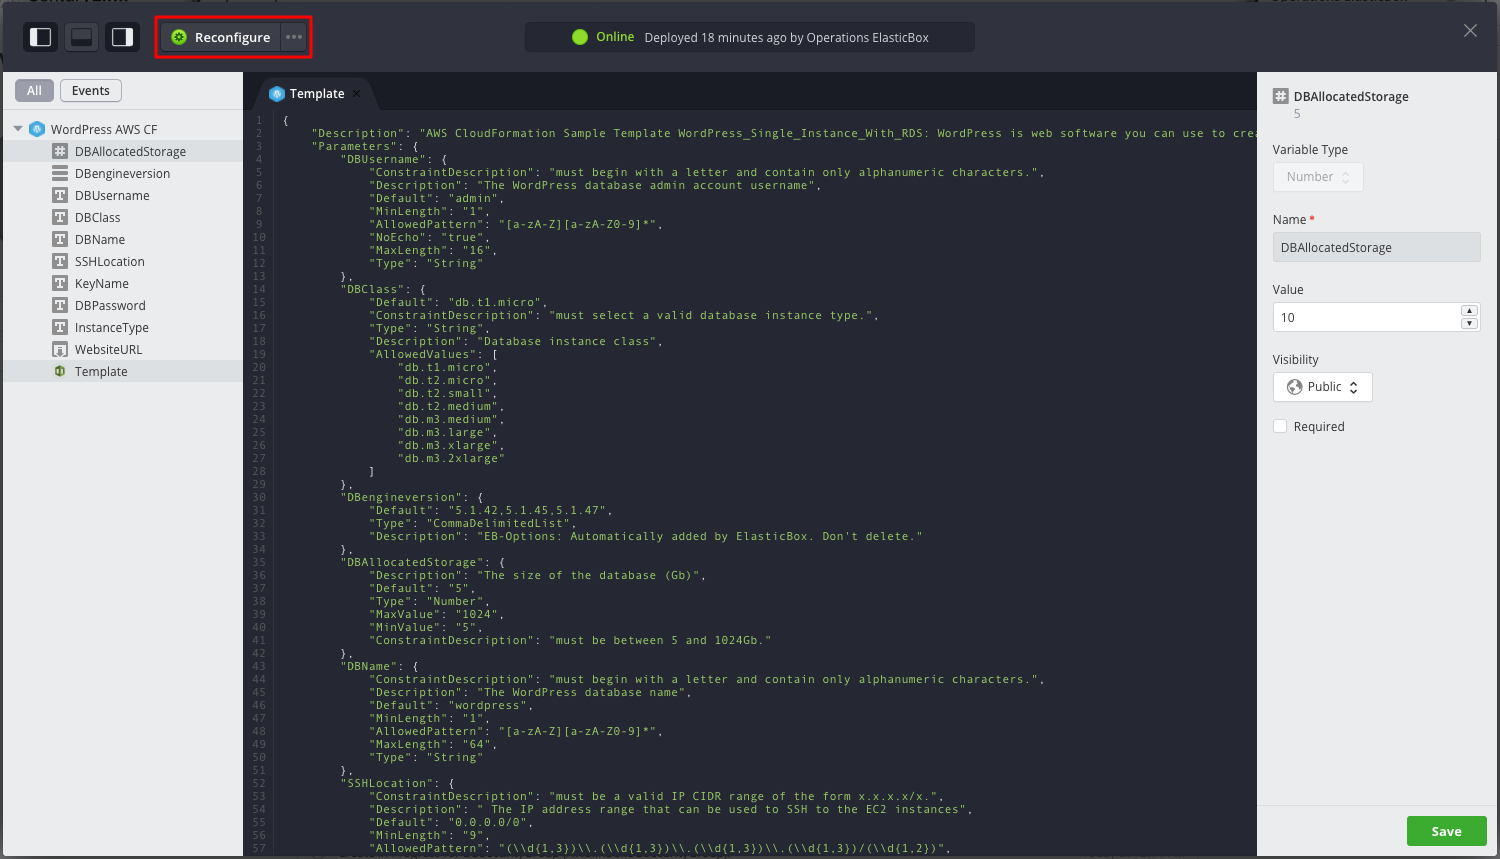 Reconfigure
Online Deployed 18 minutes ago by Operations ElasticBox
All Events
WordPress AWS CF
DBAllocatedStorage
DBengineversion
DBUsername
DBClass
DBName
SSHLocation
KeyName
DBPassword
InstanceType
WebsiteURL
Template
Template
1 {
2 "Description": "AWS CloudFormation Sample Template WordPress_Single_Instance_With_RDS: WordPress is web software you can use to crea
3 "Parameters": {
4 "DBUsername": {
5 "ConstraintDescription": "must begin with a letter and contain only alphanumeric characters.",
6 "Description": "The WordPress database admin account username",
7 "Default": "admin",
8 "MinLength": "1",
9 "AllowedPattern": "[a-zA-Z][a-zA-Z0-9]*",
10 "NoEcho": "true",
11 "MaxLength": "16",
12 "Type": "String"
13 },
14 "DBClass": {
15 "Default": "db.t1.micro",
16 "ConstraintDescription": "must select a valid database instance type.",
17 "Type": "String",
18 "Description": "Database instance class",
19 "AllowedValues": [
20 "db.t1.micro",
21 "db.t2.micro",
22 "db.t2.small",
23 "db.t2.medium",
24 "db.m3.medium",
25 "db.m3.large",
26 "db.m3.xlarge",
27 "db.m3.2xlarge"
28 ]
29 },
30 "DBengineversion": {
31 "Default": "5.1.42,5.1.45,5.1.47",
32 "Type": "CommaDelimitedList",
33 "Description": "EB-Options: Automatically added by ElasticBox. Don't delete."
34 },
35 "DBAllocatedStorage": {
36 "Description": "The size of the database (Gb)",
37 "Default": "5",
38 "Type": "Number",
39 "MaxValue": "1024",
40 "MinValue": "5",
41 "ConstraintDescription": "must be between 5 and 1024Gb."
42 },
43 "DBName": {
44 "ConstraintDescription": "must begin with a letter and contain only alphanumeric characters.",
45 "Description": "The WordPress database name",
46 "Default": "wordpress",
47 "MinLength": "1",
48 "AllowedPattern": "[a-zA-Z][a-zA-Z0-9]*",
49 "MaxLength": "64",
50 "Type": "String"
51 },
52 "SSHLocation": {
53 "ConstraintDescription": "must be a valid IP CIDR range of the form x.x.x.x/x.",
54 "Description": " The IP address range that can be used to SSH to the EC2 instances",
55 "Default": "0.0.0.0/0",
56 "MinLength": "9",
57 "AllowedPattern": "(\\d{1,3})\\.(\\d{1,3})\\.(\\d{1,3})\\.(\\d{1,3})/(\\d{1,2})",
DBAllocatedStorage
5
Variable Type
Number
Name *
DBAllocatedStorage
Value
10
Visibility
Public
Required
Save